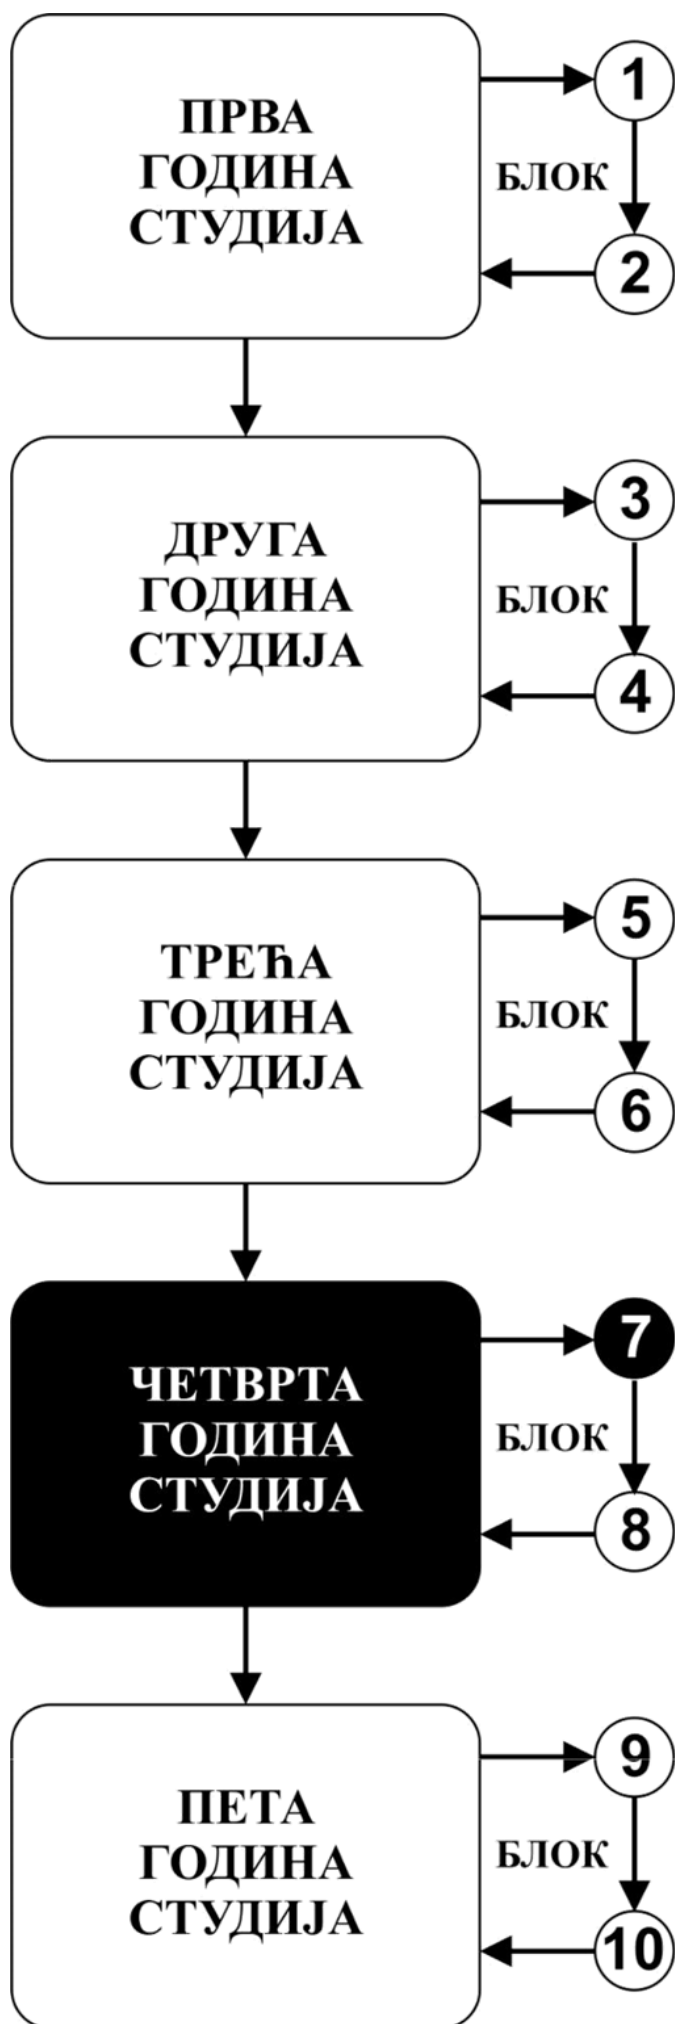 ПРВА
ГОДИНА
СТУДИЈА
1
БЛОК
2
ДРУГА
ГОДИНА
СТУДИЈА
3
БЛОК
4
ТРЕЋА
ГОДИНА
СТУДИЈА
5
БЛОК
6
ЧЕТВРТА
ГОДИНА
СТУДИЈА
7
БЛОК
8
ПЕТА
ГОДИНА
СТУДИЈА
9
БЛОК
10